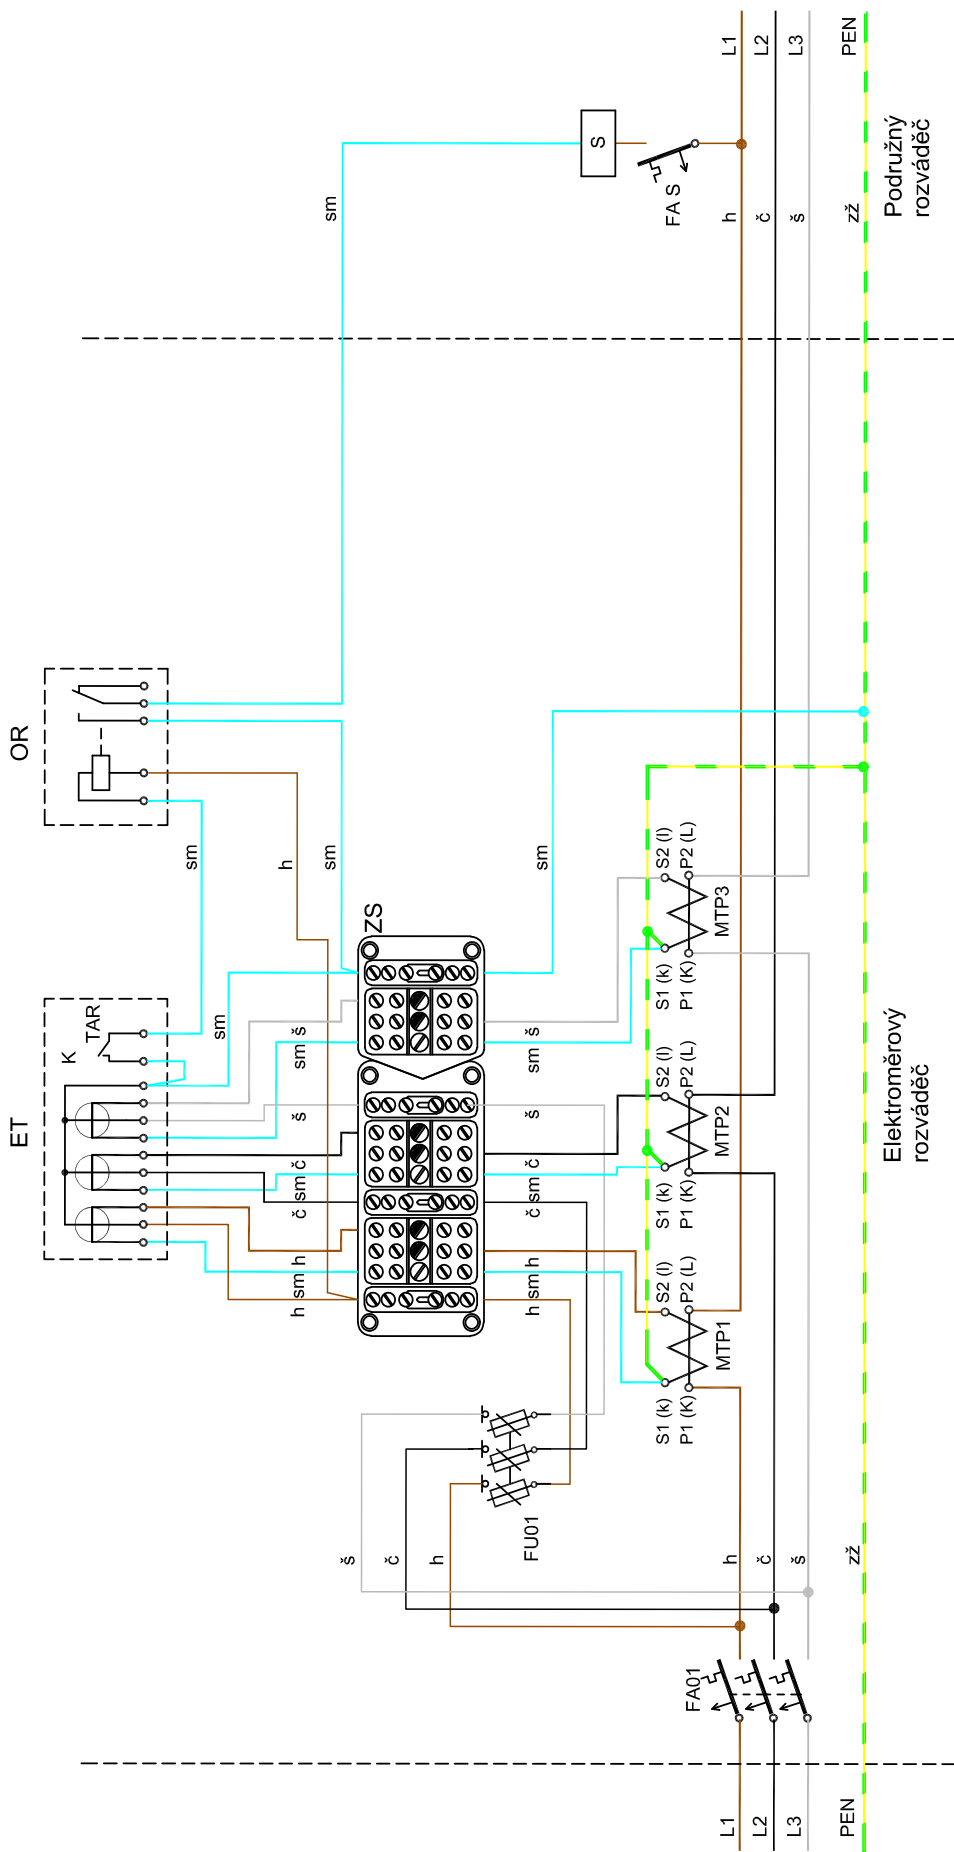 ET
OR
K
TAR
sm
sm
h
h sm h č sm č š sm š
sm
sm
š
ZS
č
h
FU01
h sm h č sm č š sm š
sm
S
FA S
S1 (k) S2 (l) S1 (k) S2 (l) S1 (k) S2 (l)
P1 (K) P2 (L) P1 (K) P2 (L) P1 (K) P2 (L)
FA01
MTP1 MTP2 MTP3
L1 h h L1
L2 č č L2
L3 š š L3
PEN zž zž PEN
Elektroměrový
rozváděč
Podružný
rozváděč